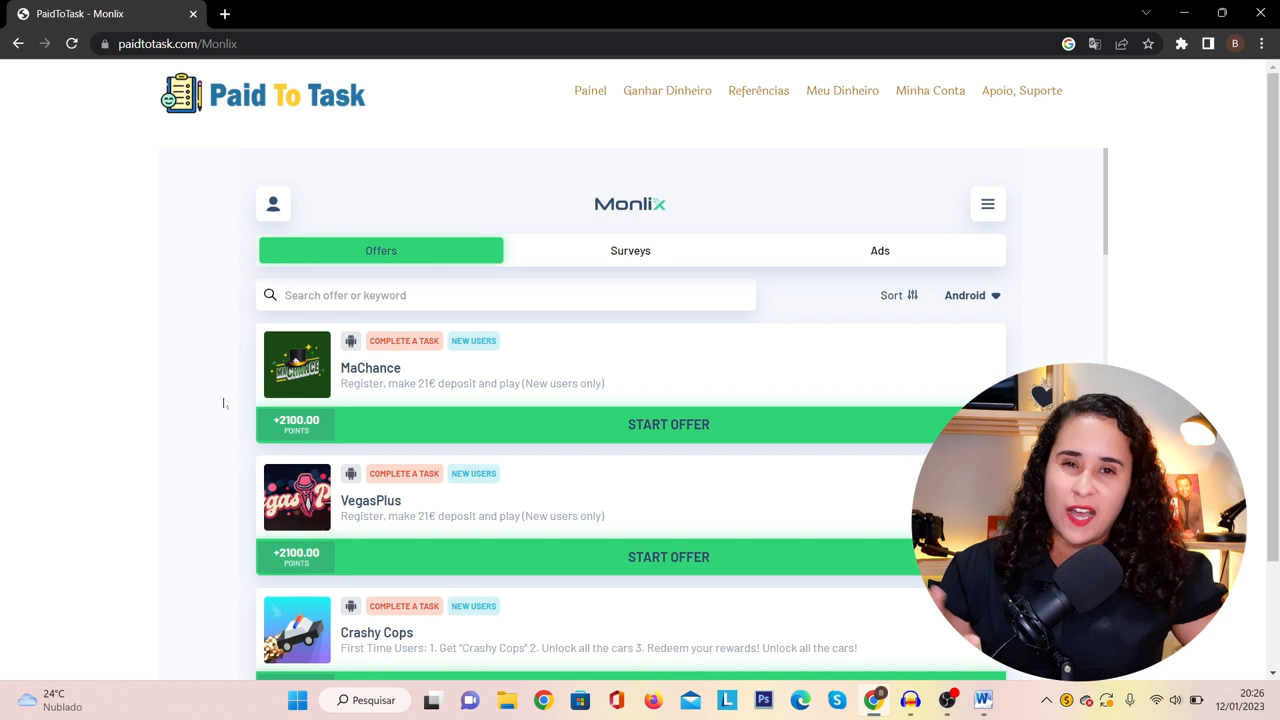 PaidToTask - Monlix
paidtotask.com/Monlix
B
Paid To Task
Painel
Ganhar Dinheiro
Referências
Meu Dinheiro
Minha Conta
Apoio, Suporte
Monlix
Offers
Surveys
Ads
Search offer or keyword
Sort
Android
MACHANCE
COMPLETE A TASK
NEW USERS
MaChance
Register, make 21€ deposit and play (New users only)
+2100.00
POINTS
START OFFER
COMPLETE A TASK
NEW USERS
VegasPlus
Register, make 21€ deposit and play (New users only)
+2100.00
POINTS
START OFFER
COMPLETE A TASK
NEW USERS
Crashy Cops
First Time Users: 1. Get "Crashy Cops" 2. Unlock all the cars 3. Redeem your rewards! Unlock all the cars!
24°C
Nublado
Pesquisar
20:26
12/01/2023